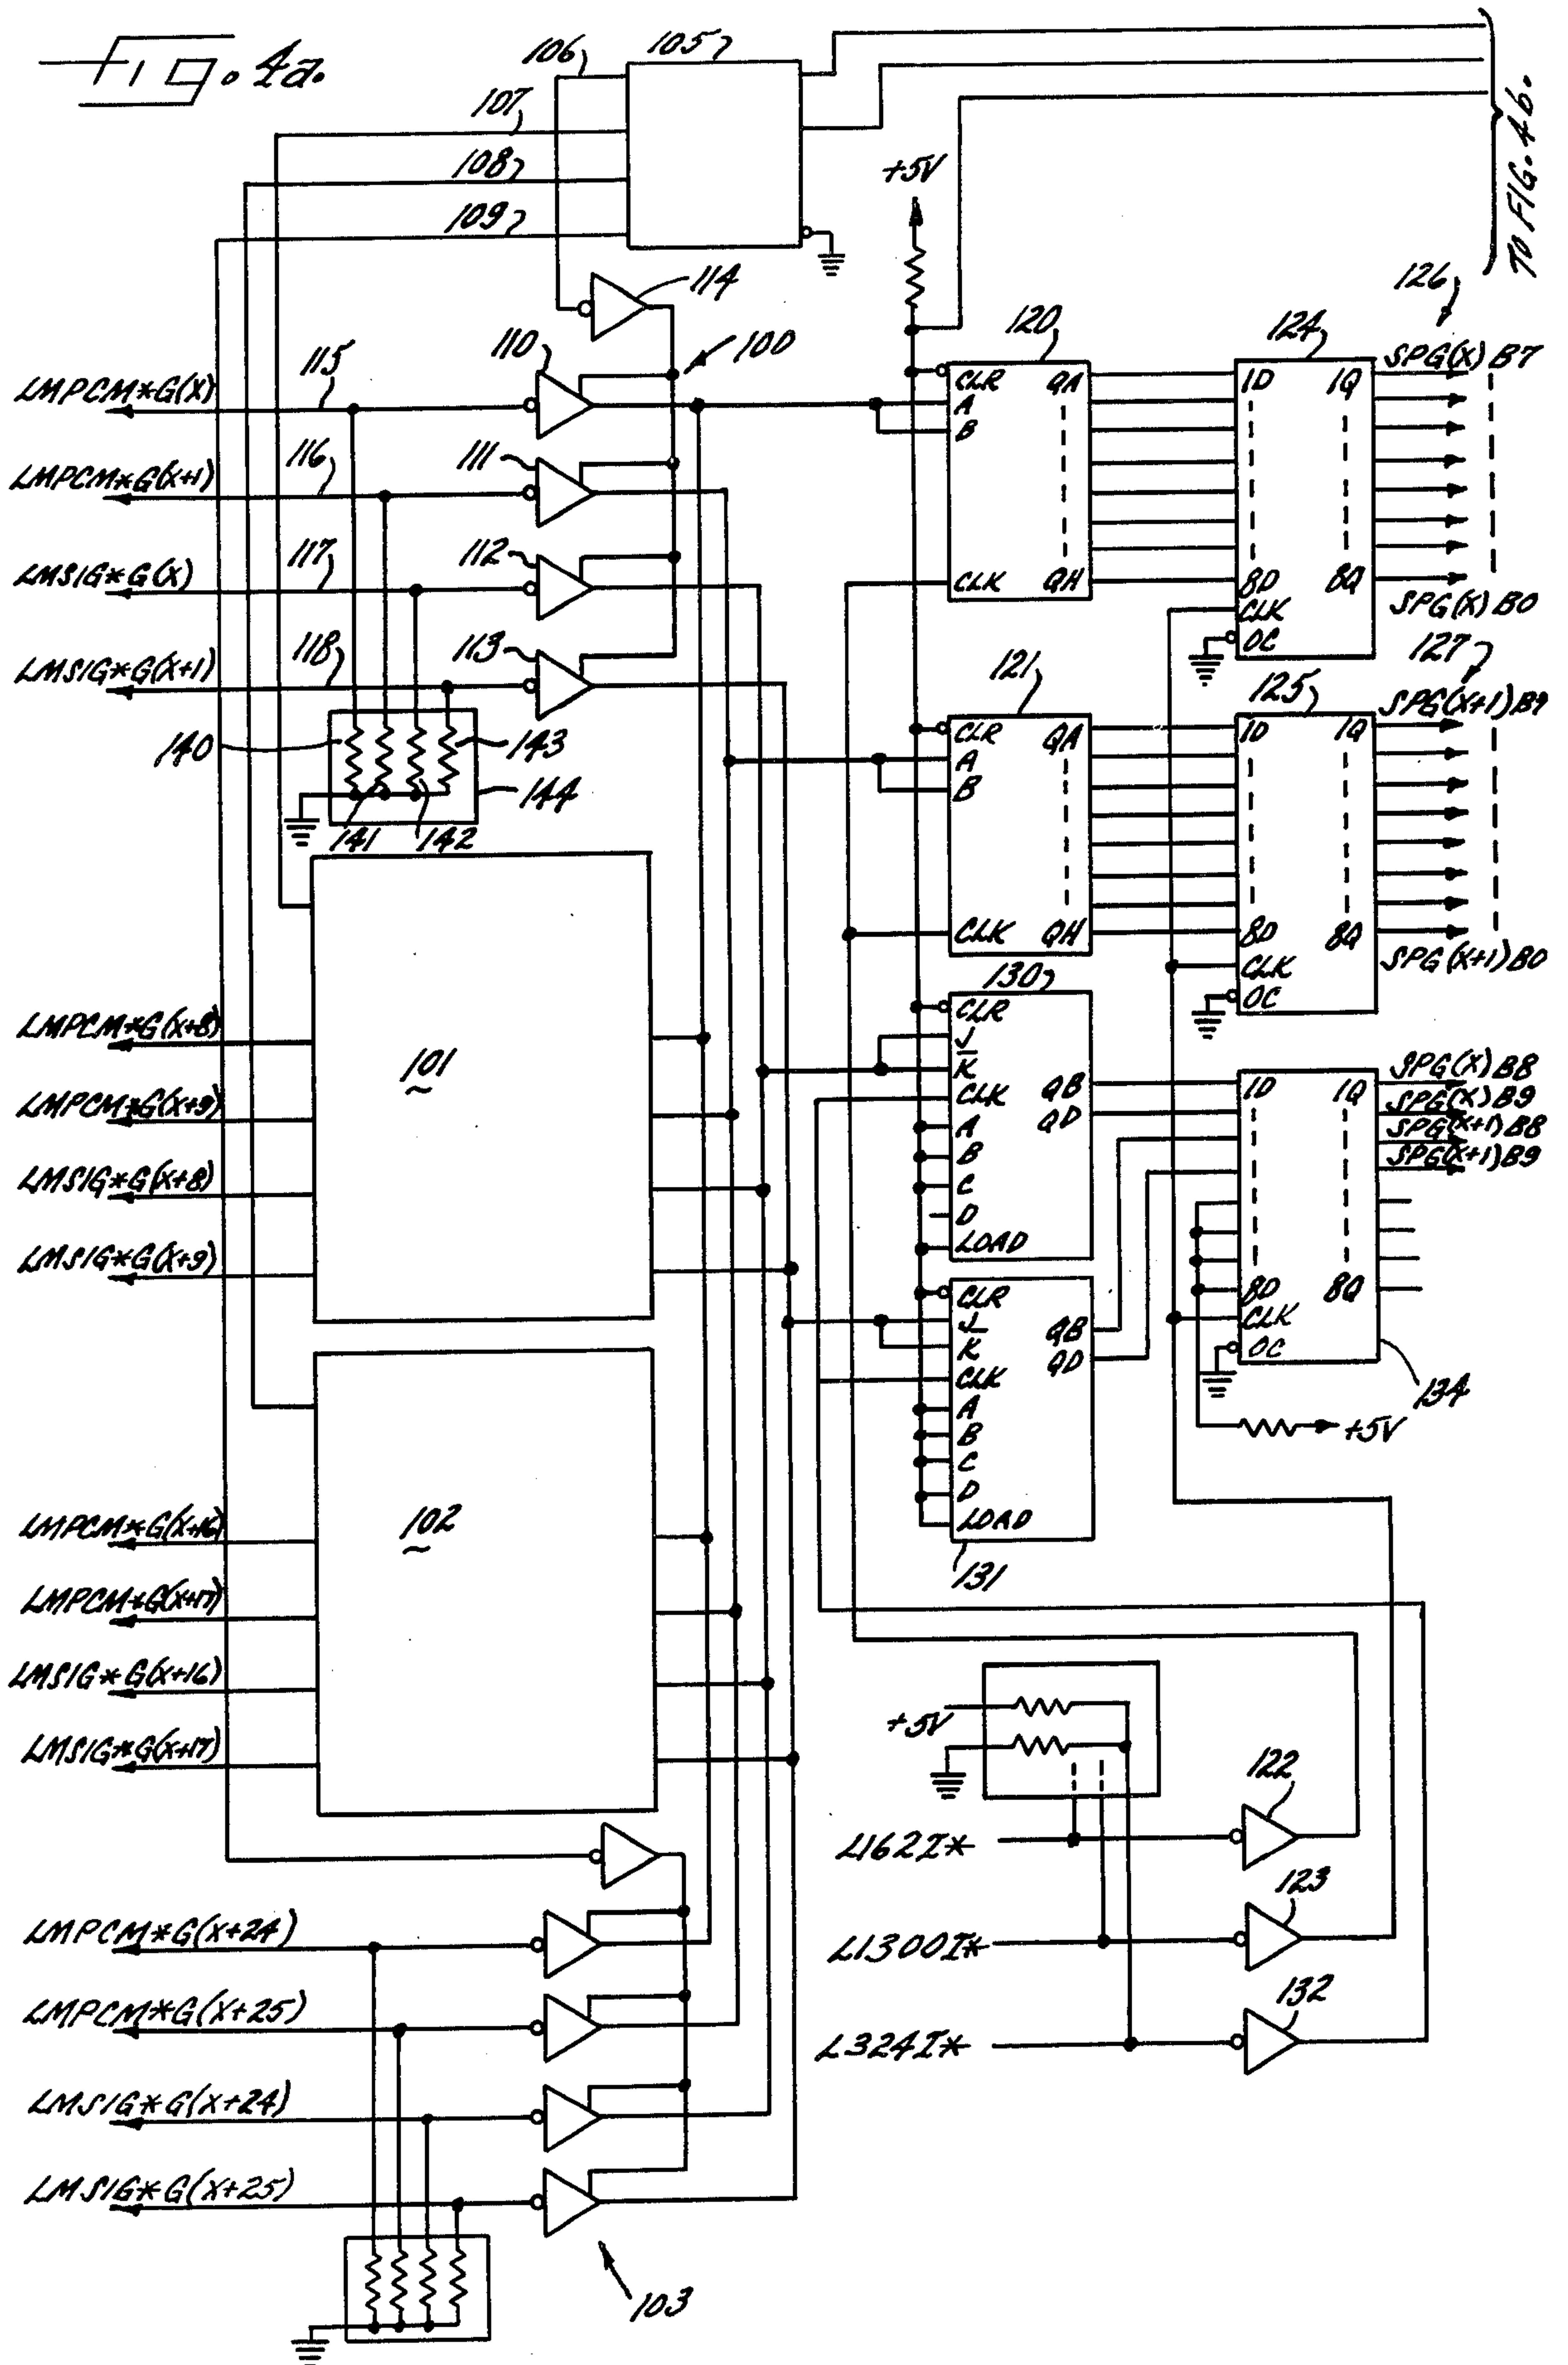 Fig. 4a.
106
105
107
108
109
TO FIG. 4b.
+5V
114
126
110
100
120
124
115
LMPCM*G(X)
CLR QA
A
B
CLK QH
1D 1Q
8D 8Q
CLK
OC
SPG(X)B7
SPG(X)B0
116
111
LMPCM*G(X+1)
117
112
LMSIG*G(X)
118
113
LMSIG*G(X+1)
127
121
125
140
143
144
141
142
CLR QA
A
B
CLK QH
1D 1Q
8D 8Q
CLK
OC
SPG(X+1)B9
SPG(X+1)B0
130
LMPCM*G(X+8)
101
LMPCM*G(X+9)
LMSIG*G(X+8)
LMSIG*G(X+9)
CLR
J
K
CLK QB
QD
A
B
C
D
LOAD
1D 1Q
8D 8Q
CLK
OC
SPG(X)B8
SPG(X)B9
SPG(X+1)B8
SPG(X+1)B9
134
+5V
CLR
J
K
CLK
QB
QD
A
B
C
D
LOAD
131
102
LMPCM*G(X+16)
LMPCM*G(X+17)
LMSIG*G(X+16)
LMSIG*G(X+17)
+5V
122
L162I*
123
L1300I*
132
L324I*
LMPCM*G(X+24)
LMPCM*G(X+25)
LMSIG*G(X+24)
LMSIG*G(X+25)
103